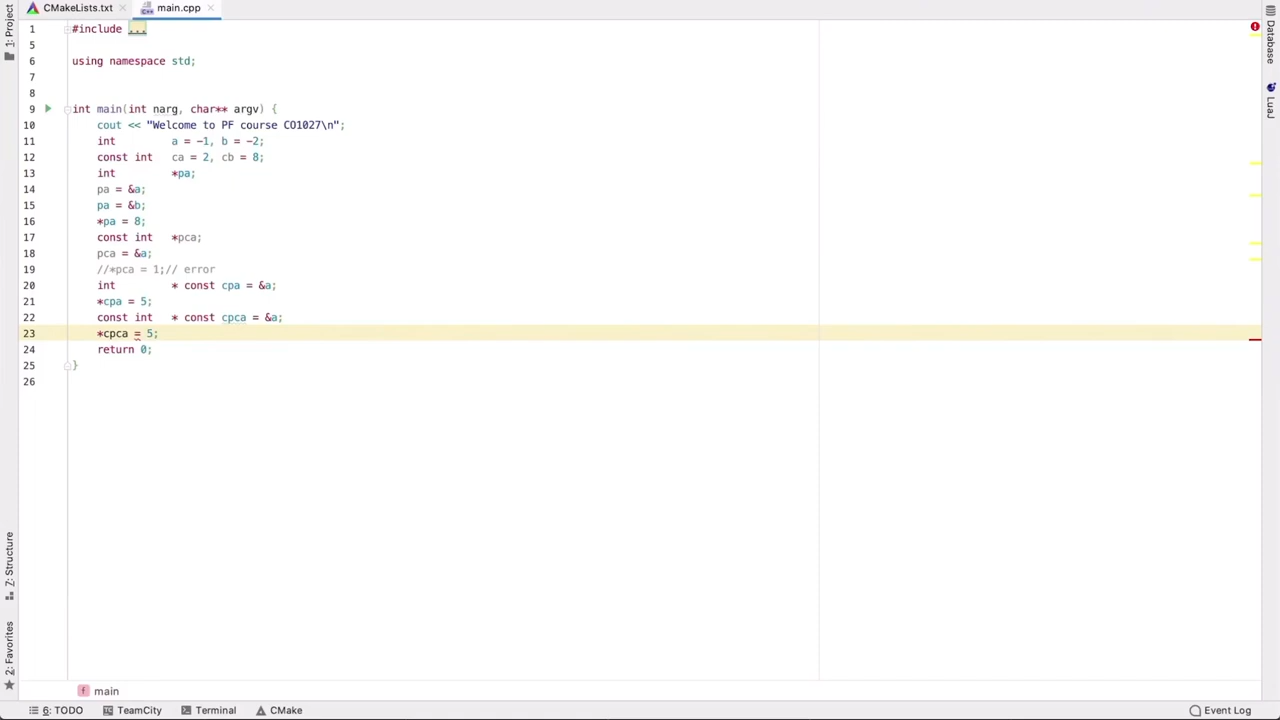 1: Project
CMakeLists.txt
main.cpp
1 #include ...
5
6 using namespace std;
7
8
9 int main(int narg, char** argv) {
10 cout << "Welcome to PF course CO1027\n";
11 int a = -1, b = -2;
12 const int ca = 2, cb = 8;
13 int *pa;
14 pa = &a;
15 pa = &b;
16 *pa = 8;
17 const int *pca;
18 pca = &a;
19 //*pca = 1;// error
20 int * const cpa = &a;
21 *cpa = 5;
22 const int * const cpca = &a;
23 *cpca = 5;
24 return 0;
25 }
26
Database
LuaJ
Z: Structure
2: Favorites
f main
6: TODO
TeamCity
Terminal
CMake
Event Log